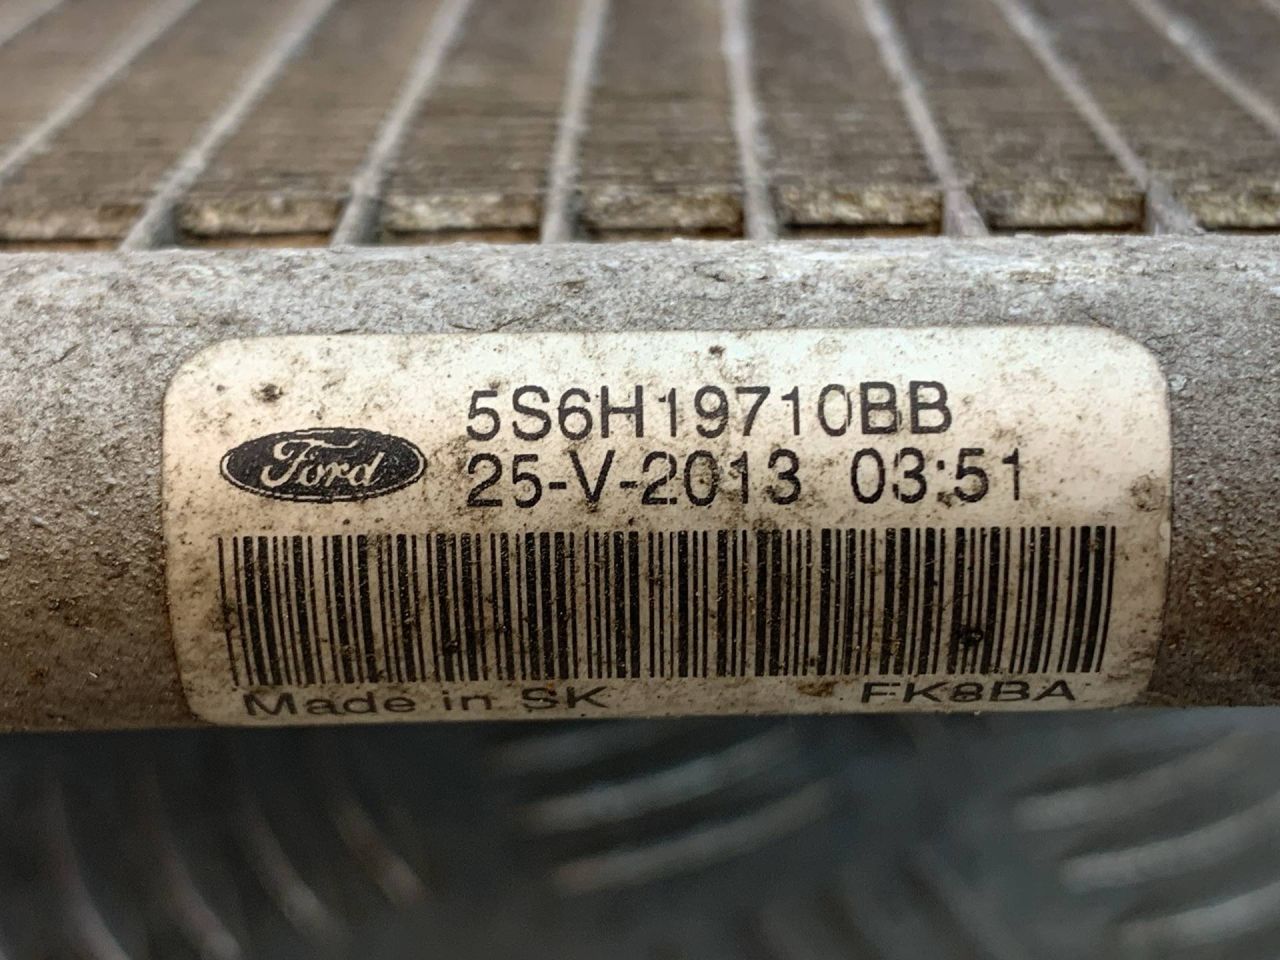 5S6H19710BB
Ford
25-V-2013 03:51
Made in SK FK8BA